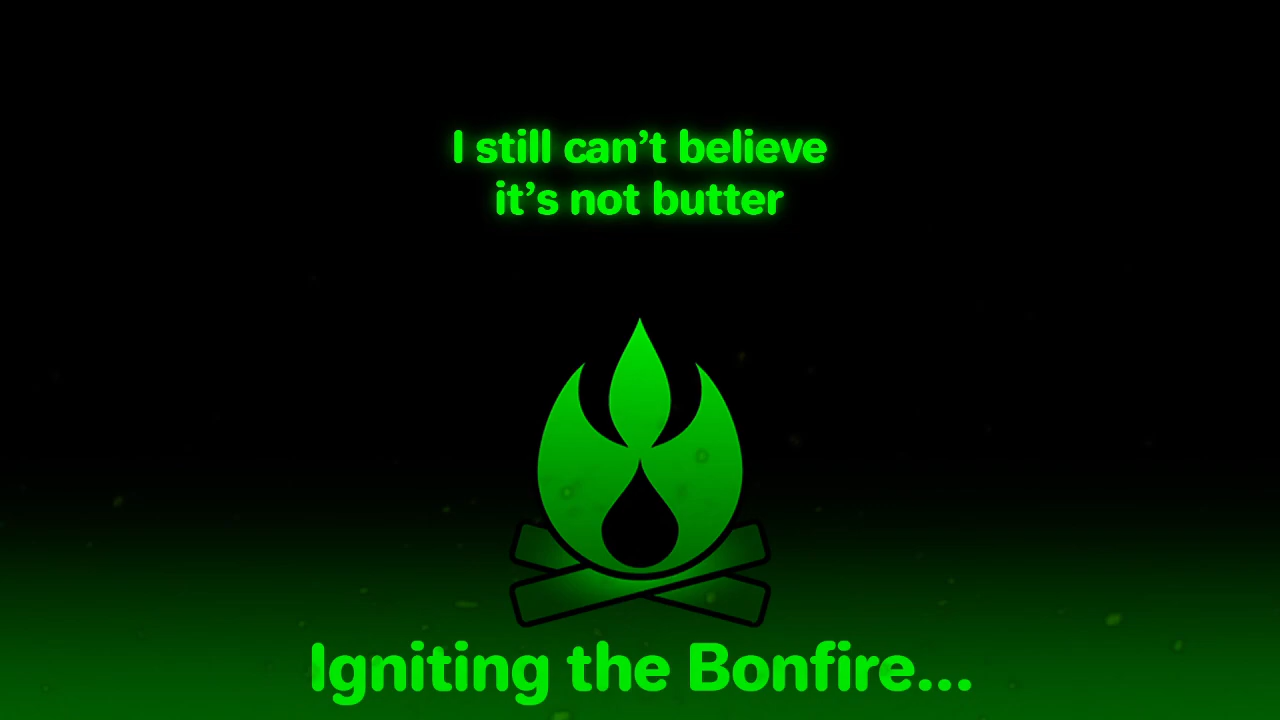 I still can’t believe
it’s not butter
Igniting the Bonfire...